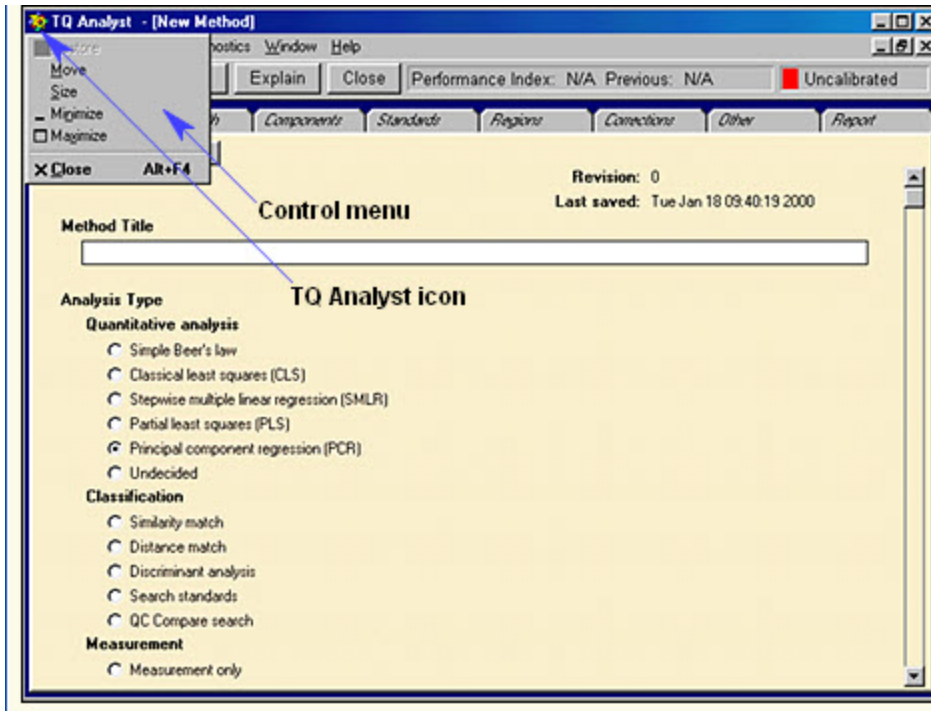 TQ Analyst - [New Method]
Restore
nostics Window Help
Move
Explain Close Performance Index: N/A Previous: N/A Uncalibrated
Size
Minimize
Components Standards Regions Corrections Other Report
Maximize
Close Alt+F4
Revision: 0
Control menu
Last saved: Tue Jan 18 09:40:19 2000
Method Title
TQ Analyst icon
Analysis Type
Quantitative analysis
Simple Beer's law
Classical least squares (CLS)
Stepwise multiple linear regression (SMLR)
Partial least squares (PLS)
Principal component regression (PCR)
Undecided
Classification
Similarity match
Distance match
Discriminant analysis
Search standards
QC Compare search
Measurement
Measurement only